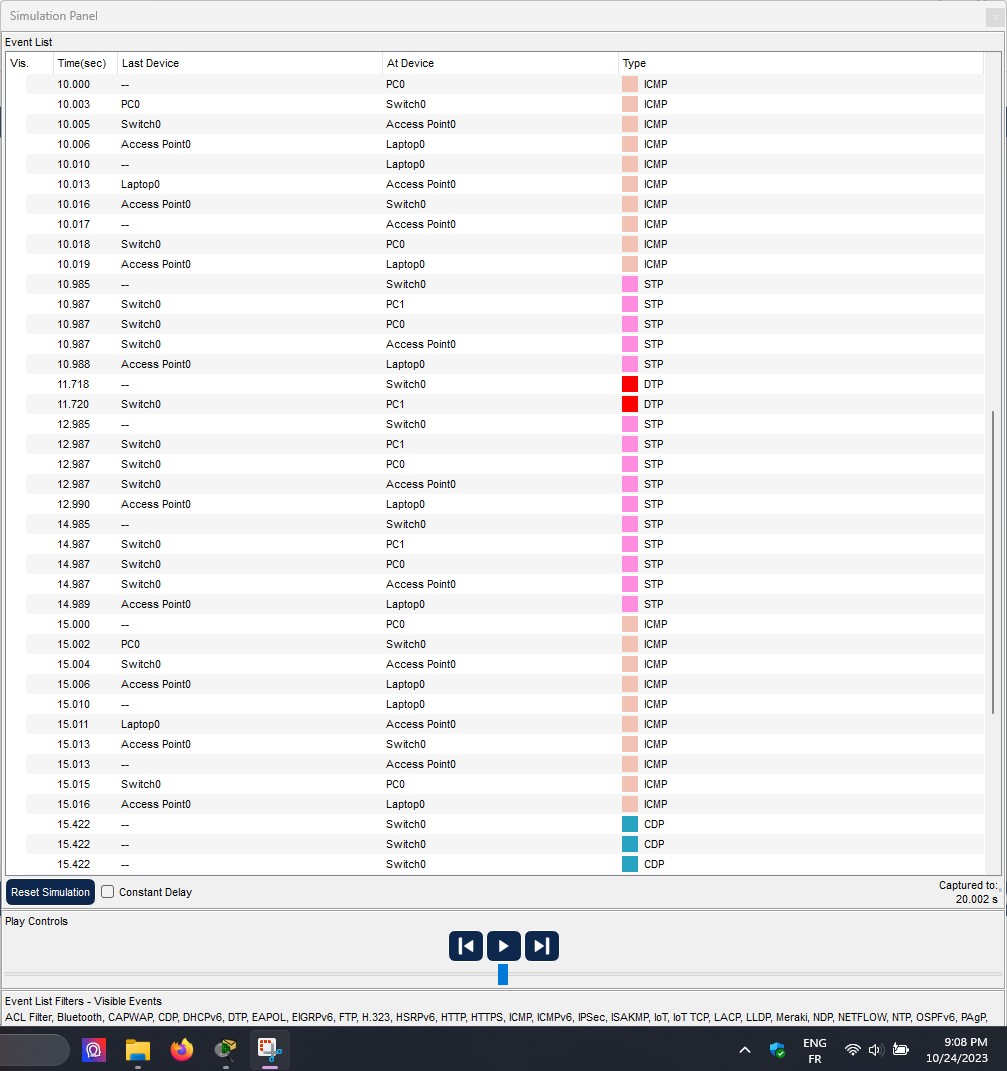 Simulation Panel
Event List
Vis. Time(sec) Last Device At Device Type
10.000 -- PC0 ICMP
10.003 PC0 Switch0 ICMP
10.005 Switch0 Access Point0 ICMP
10.006 Access Point0 Laptop0 ICMP
10.010 -- Laptop0 ICMP
10.013 Laptop0 Access Point0 ICMP
10.016 Access Point0 Switch0 ICMP
10.017 -- Access Point0 ICMP
10.018 Switch0 PC0 ICMP
10.019 Access Point0 Laptop0 ICMP
10.985 -- Switch0 STP
10.987 Switch0 PC1 STP
10.987 Switch0 PC0 STP
10.987 Switch0 Access Point0 STP
10.988 Access Point0 Laptop0 STP
11.718 -- Switch0 DTP
11.720 Switch0 PC1 DTP
12.985 -- Switch0 STP
12.987 Switch0 PC1 STP
12.987 Switch0 PC0 STP
12.987 Switch0 Access Point0 STP
12.990 Access Point0 Laptop0 STP
14.985 -- Switch0 STP
14.987 Switch0 PC1 STP
14.987 Switch0 PC0 STP
14.987 Switch0 Access Point0 STP
14.989 Access Point0 Laptop0 STP
15.000 -- PC0 ICMP
15.002 PC0 Switch0 ICMP
15.004 Switch0 Access Point0 ICMP
15.006 Access Point0 Laptop0 ICMP
15.010 -- Laptop0 ICMP
15.011 Laptop0 Access Point0 ICMP
15.013 Access Point0 Switch0 ICMP
15.013 -- Access Point0 ICMP
15.015 Switch0 PC0 ICMP
15.016 Access Point0 Laptop0 ICMP
15.422 -- Switch0 CDP
15.422 -- Switch0 CDP
15.422 -- Switch0 CDP
Reset Simulation Constant Delay Captured to:
20.002 s
Play Controls
Event List Filters - Visible Events
ACL Filter, Bluetooth, CAPWAP, CDP, DHCPv6, DTP, EAPOL, EIGRPv6, FTP, H.323, HSRPv6, HTTP, HTTPS, ICMP, ICMPv6, IPSec, ISAKMP, IoT, IoT TCP, LACP, LLDP, Meraki, NDP, NETFLOW, NTP, OSPFv6, PAgP,
ENG 9:08 PM
FR 10/24/2023